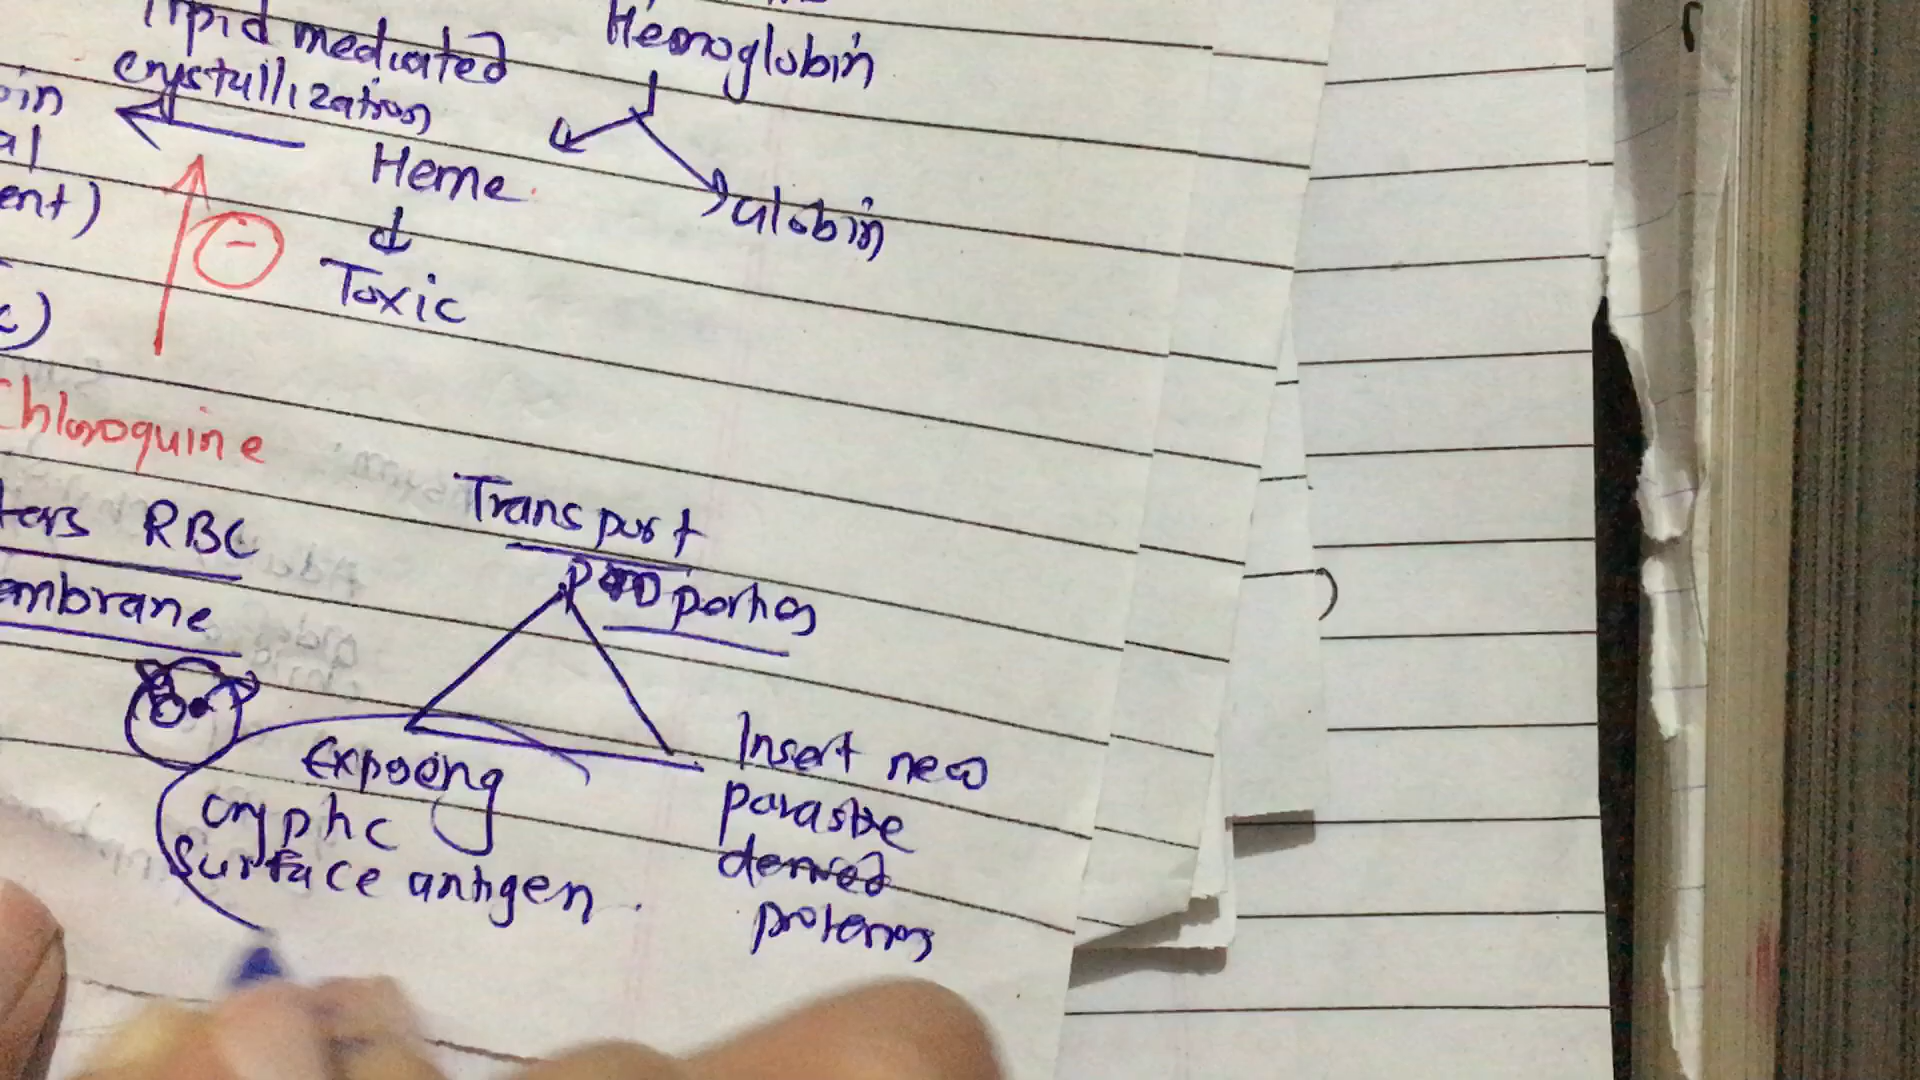 lipid mediated
crystallization
Hemoglobin
Heme
Globin
Toxic
ent)
c)
Chloroquine
RBC
Transport
embrane
Exposing
cryptic
surface antigen.
Insert new
parasite
derived
proteins